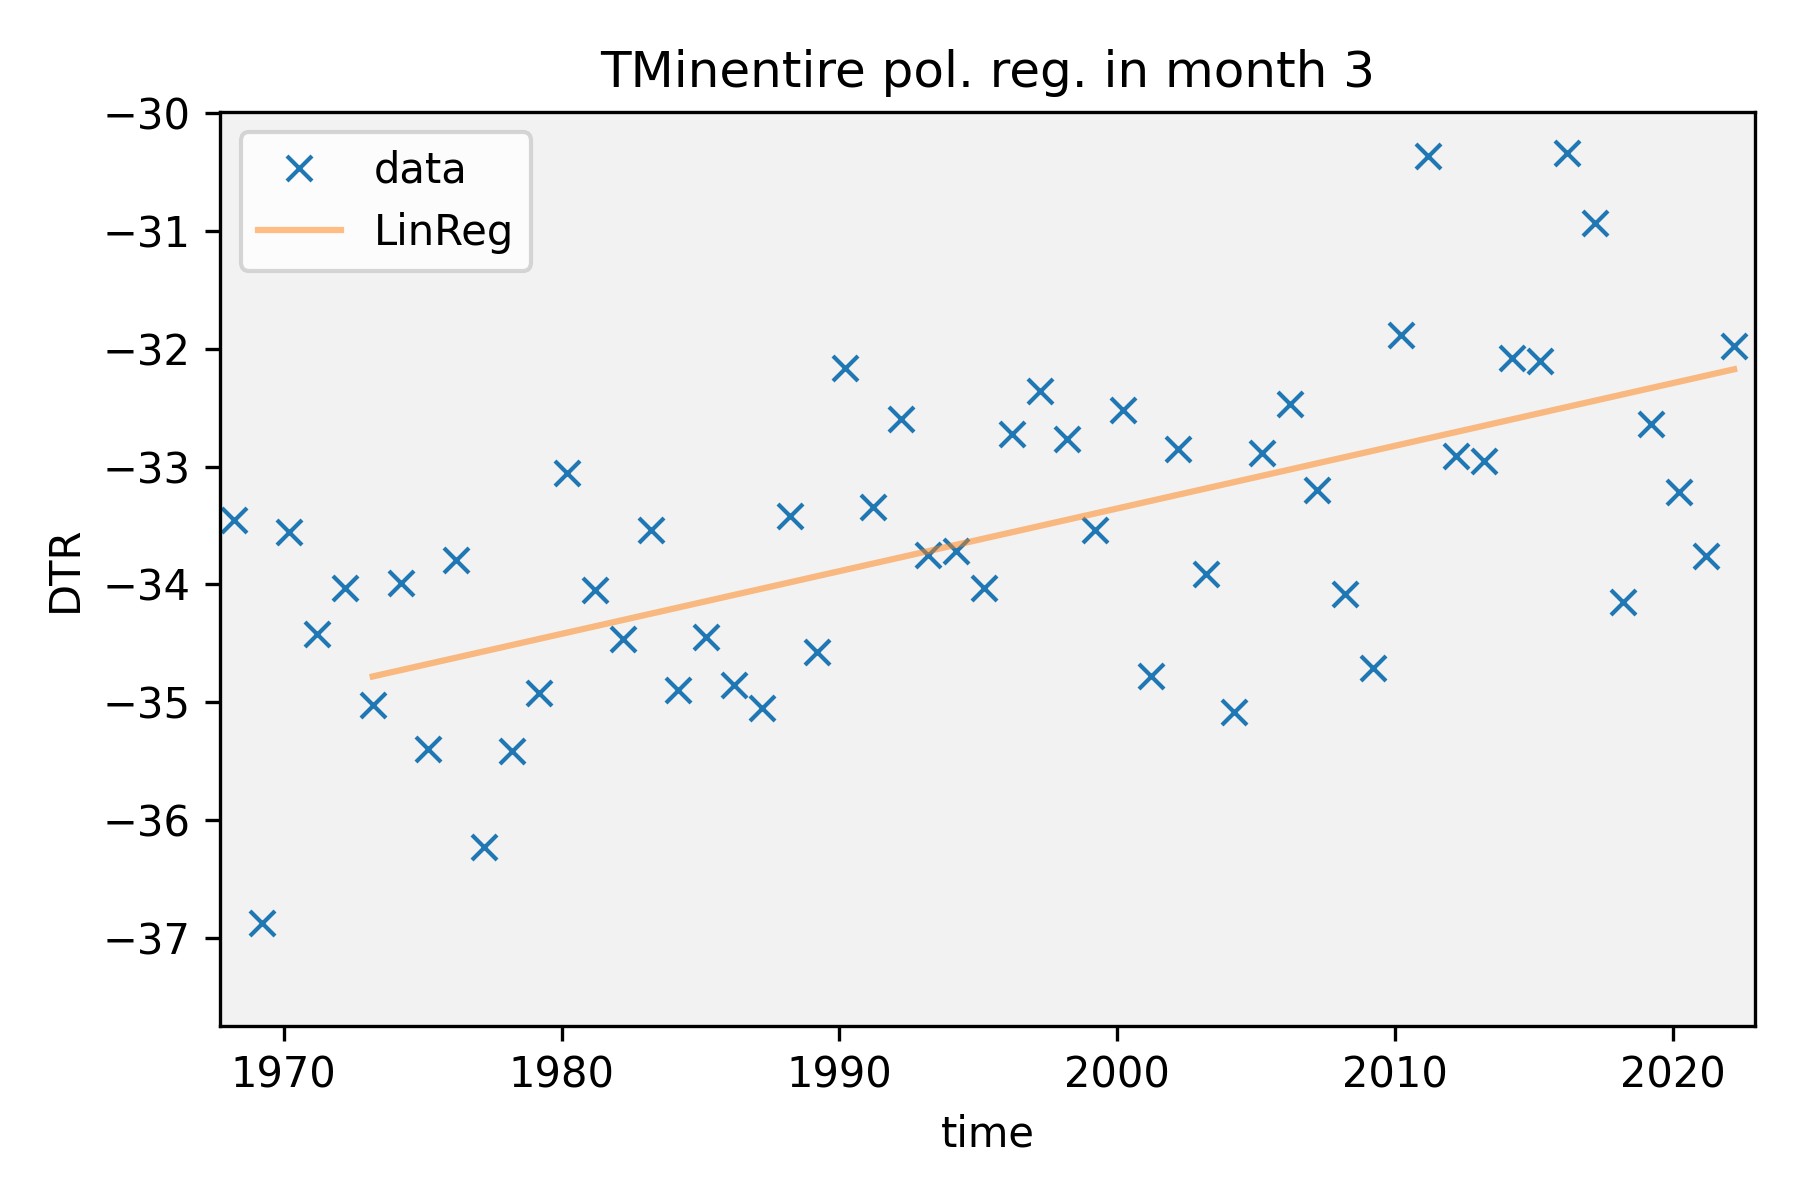 TMinentire pol. reg. in month 3
data
LinReg
−30
−31
−32
−33
−34
−35
−36
−37
DTR
1970 1980 1990 2000 2010 2020
time